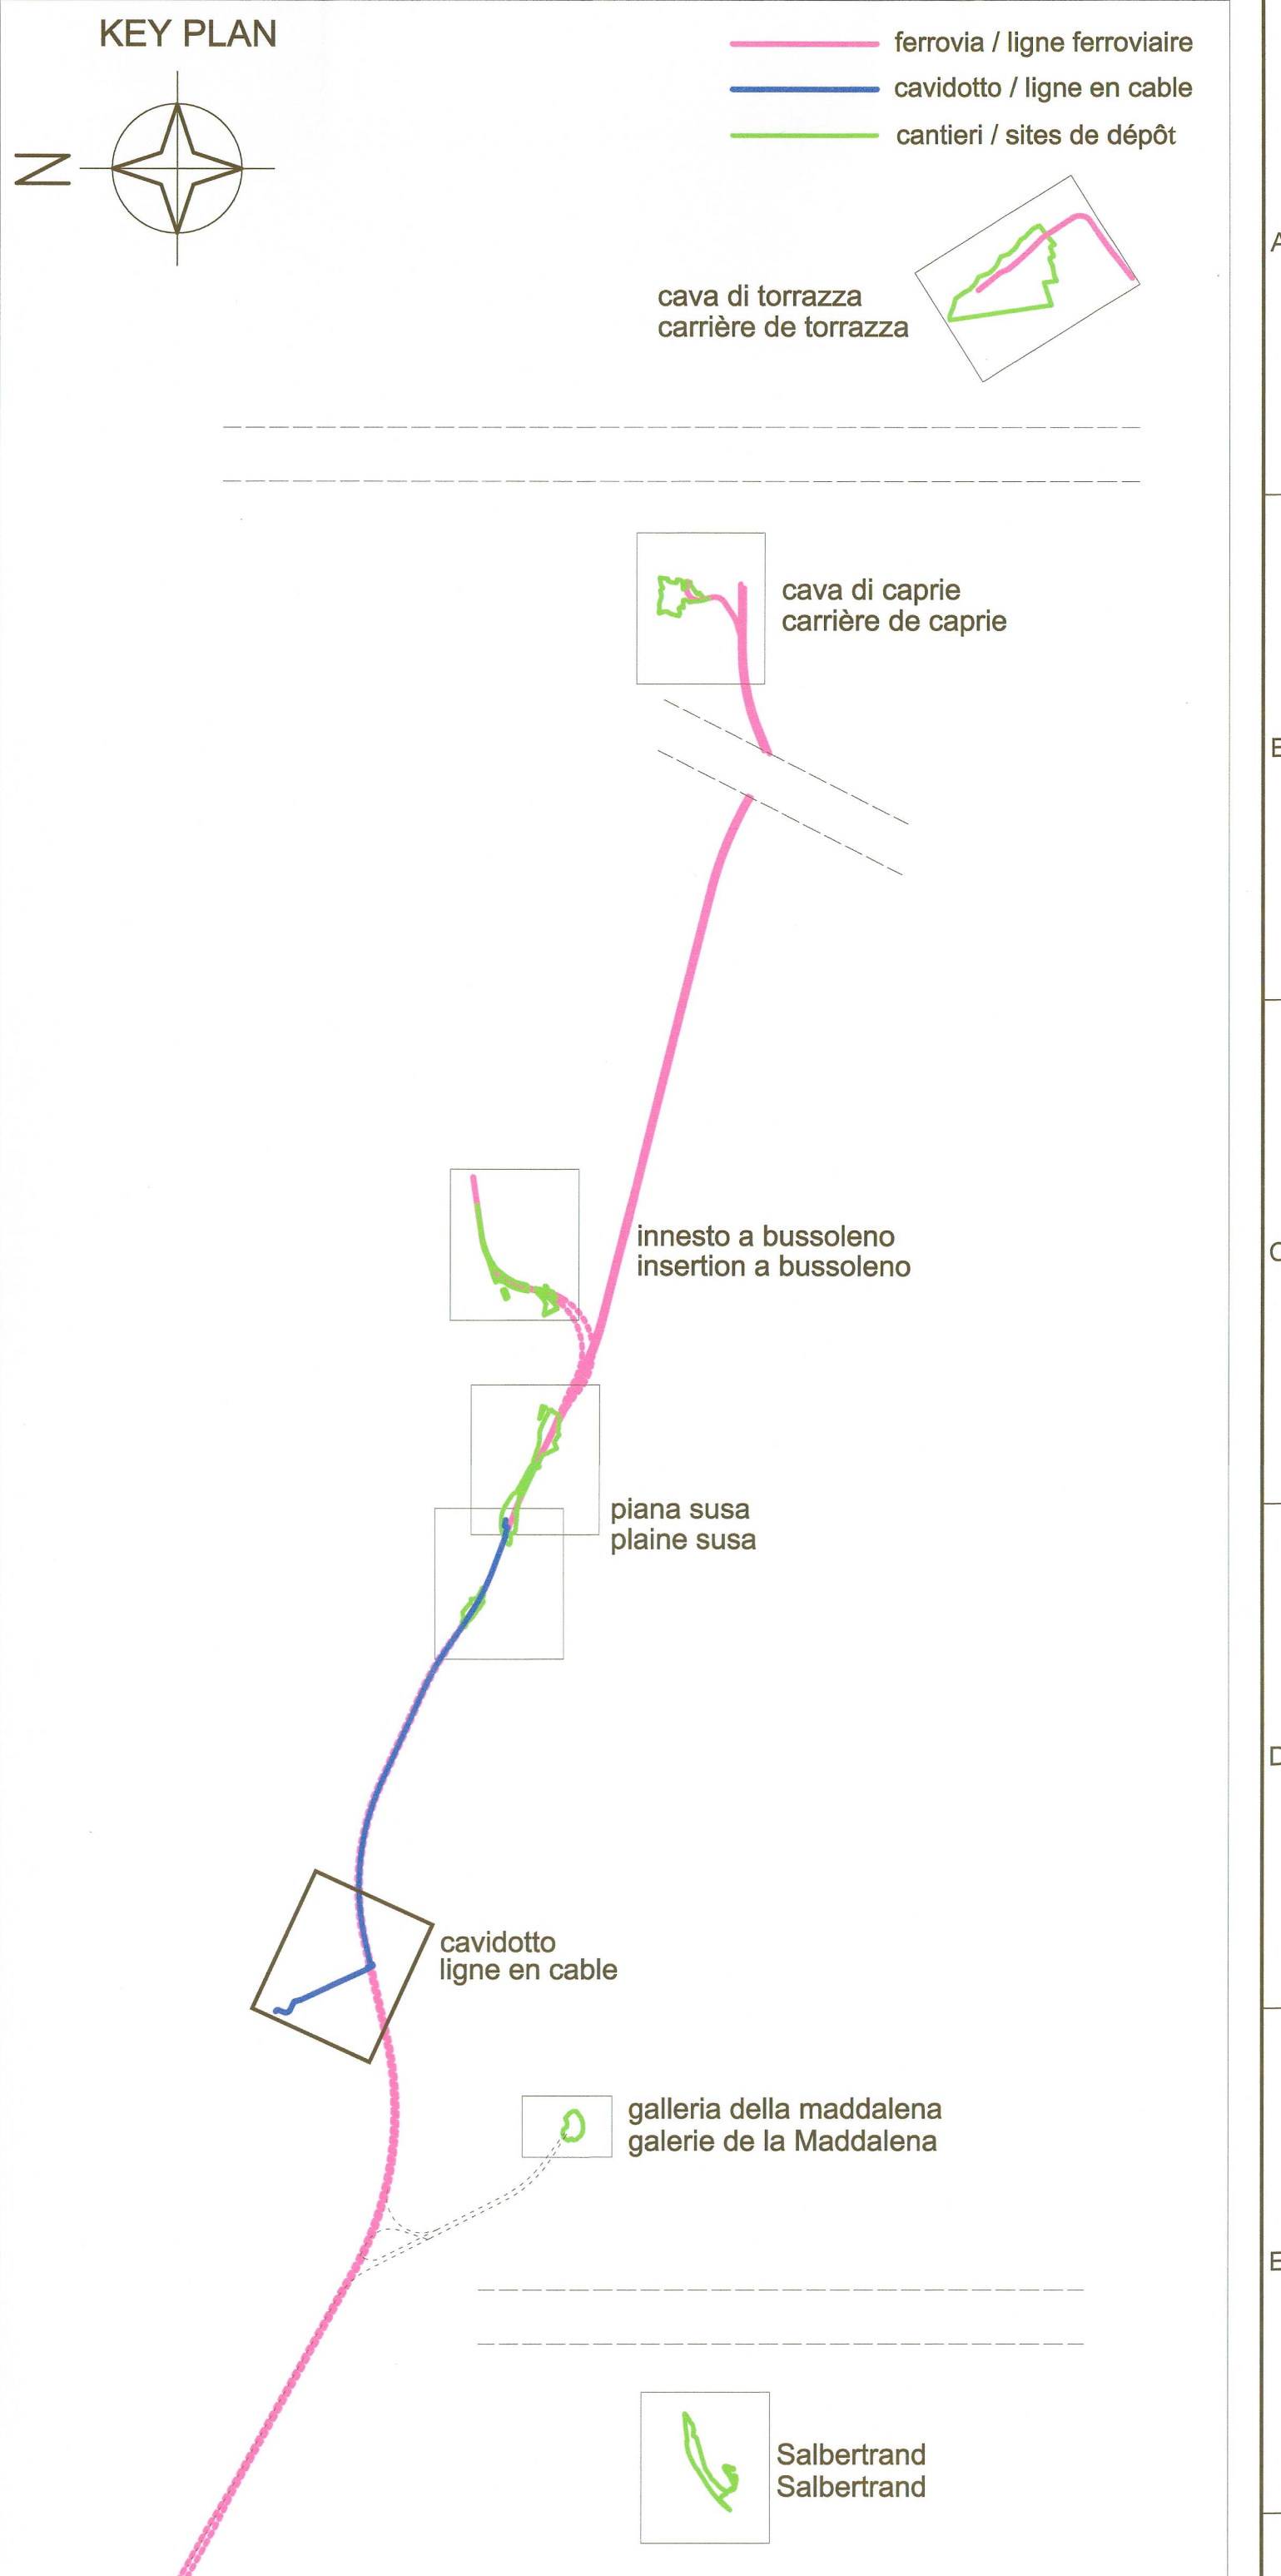 KEY PLAN
ferrovia / ligne ferroviaire
cavidotto / ligne en cable
cantieri / sites de dépôt
N
A
cava di torrazza
carrière de torrazza
cava di caprie
carrière de caprie
B
innesto a bussoleno
insertion a bussoleno
C
piana susa
plaine susa
D
cavidotto
ligne en cable
galleria della maddalena
galerie de la Maddalena
E
Salbertrand
Salbertrand